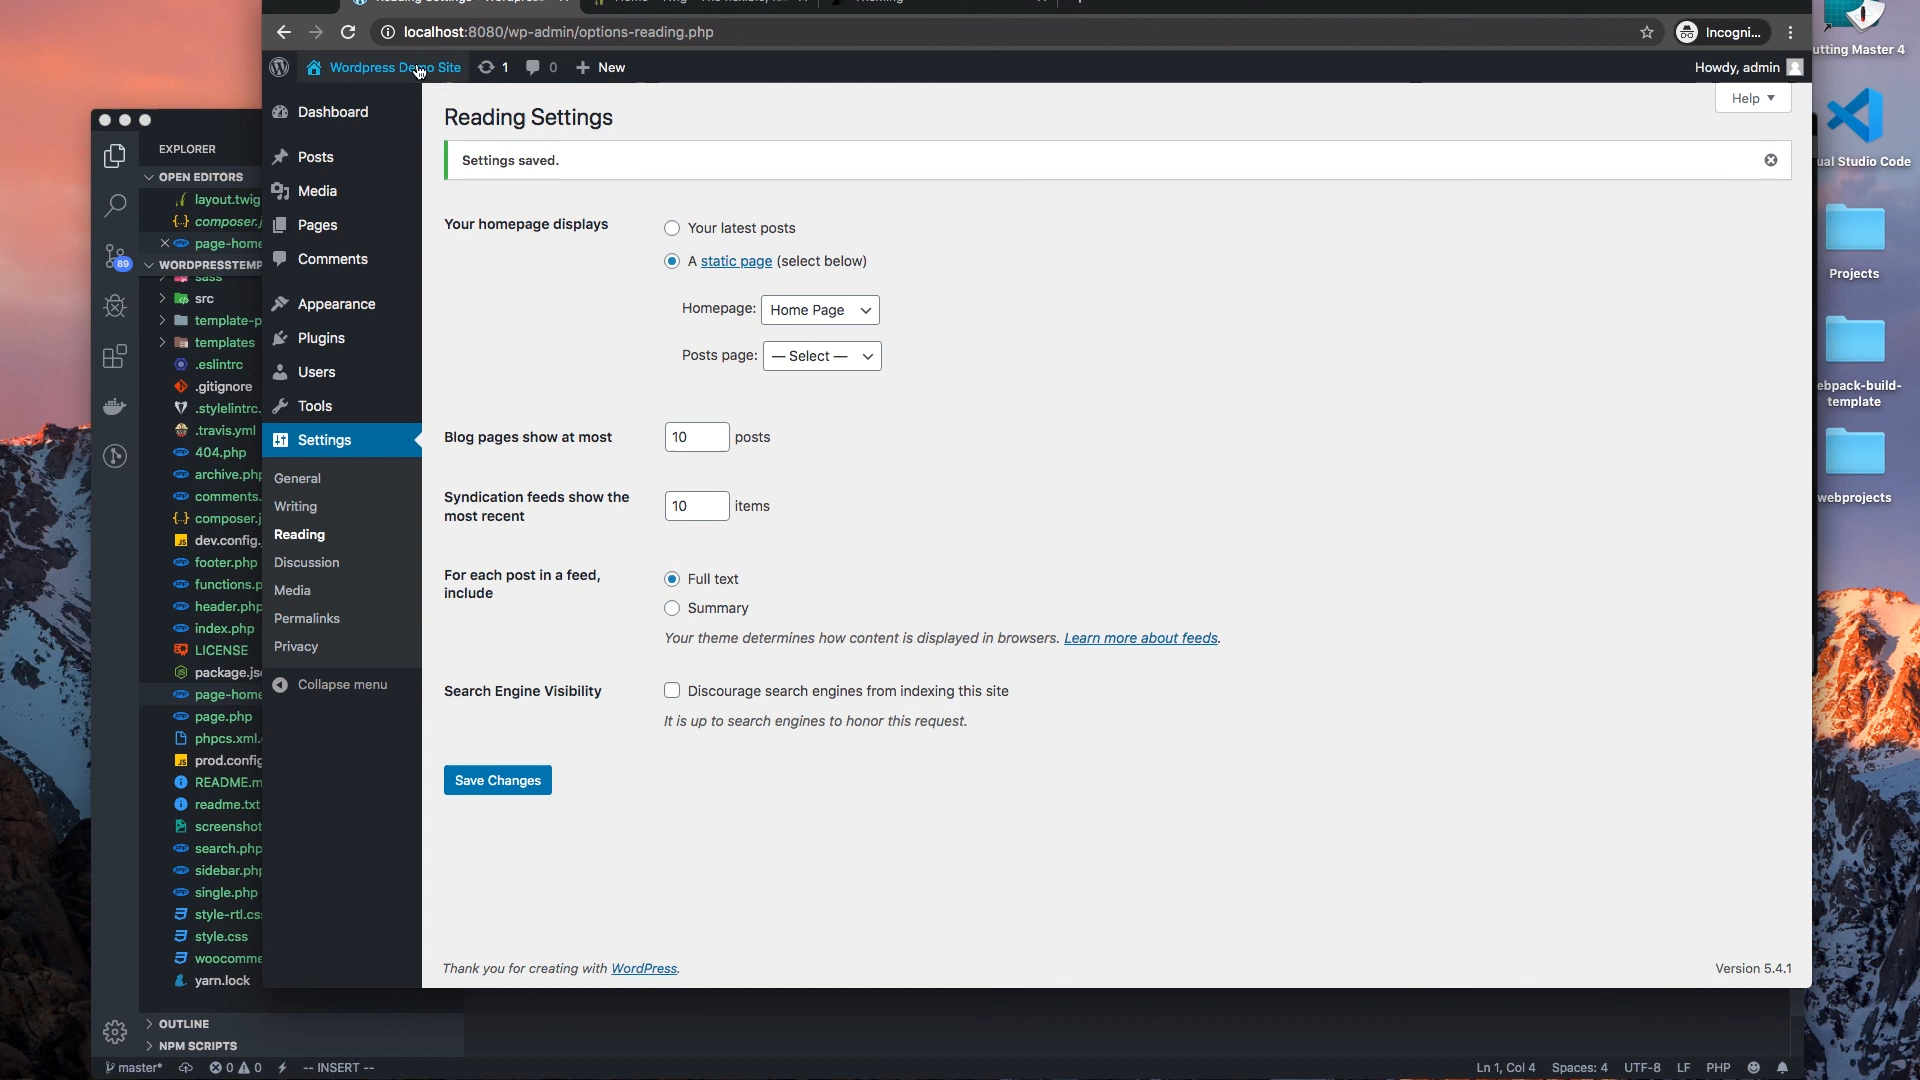 localhost:8080/wp-admin/options-reading.php
Incogni...
Wordpress Demo Site
1
0
New
Howdy, admin
Help
Dashboard
Posts
Media
Pages
Comments
Appearance
Plugins
Users
Tools
Settings
General
Writing
Reading
Discussion
Media
Permalinks
Privacy
Collapse menu
Reading Settings
Settings saved.
Your homepage displays
Your latest posts
A static page (select below)
Homepage: Home Page
Posts page: — Select —
Blog pages show at most
10 posts
Syndication feeds show the
most recent
10 items
For each post in a feed,
include
Full text
Summary
Your theme determines how content is displayed in browsers. Learn more about feeds.
Search Engine Visibility
Discourage search engines from indexing this site
It is up to search engines to honor this request.
Save Changes
Thank you for creating with WordPress.
Version 5.4.1
EXPLORER
OPEN EDITORS
layout.twig
composer.j
page-home
WORDPRESSTEMP
sass
src
template-p
templates
.eslintrc
.gitignore
.stylelintrc.
.travis.yml
404.php
archive.php
comments.
composer.j
dev.config.
footer.php
functions.p
header.php
index.php
LICENSE
package.jso
page-home
page.php
phpcs.xml.
prod.config
README.m
readme.txt
screenshot
search.php
sidebar.php
single.php
style-rtl.css
style.css
woocomme
yarn.lock
89
OUTLINE
NPM SCRIPTS
master*
0
0
-- INSERT --
Ln 1, Col 4
Spaces: 4
UTF-8
LF
PHP
utting Master 4
ual Studio Code
Projects
ebpack-build-
template
webprojects